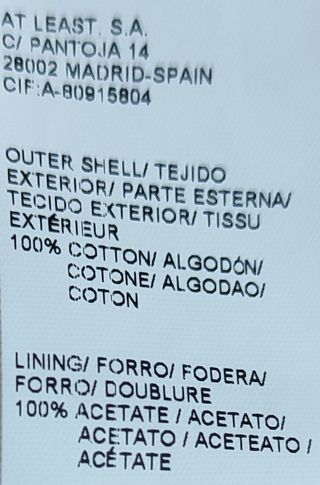 AT LEAST, S.A.
C/ PANTOJA 14
28002 MADRID-SPAIN
CIF:A-80915804
OUTER SHELL/ TEJIDO
EXTERIOR/ PARTE ESTERNA/
TECIDO EXTERIOR/ TISSU
EXTÉRIEUR
100% COTTON/ ALGODÓN/
COTONE/ ALGODAO/
COTON
LINING/ FORRO/ FODERA/
FORRO/ DOUBLURE
100% ACETATE / ACETATO/
ACETATO / ACETEATO /
ACÉTATE